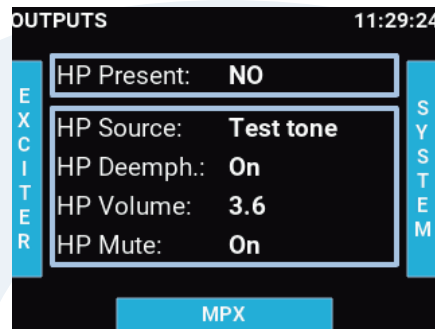 OUTPUTS 11:29:24
EXCITER
HP Present: NO
HP Source: Test tone
HP Deemph.: On
HP Volume: 3.6
HP Mute: On
SYSTEM
MPX